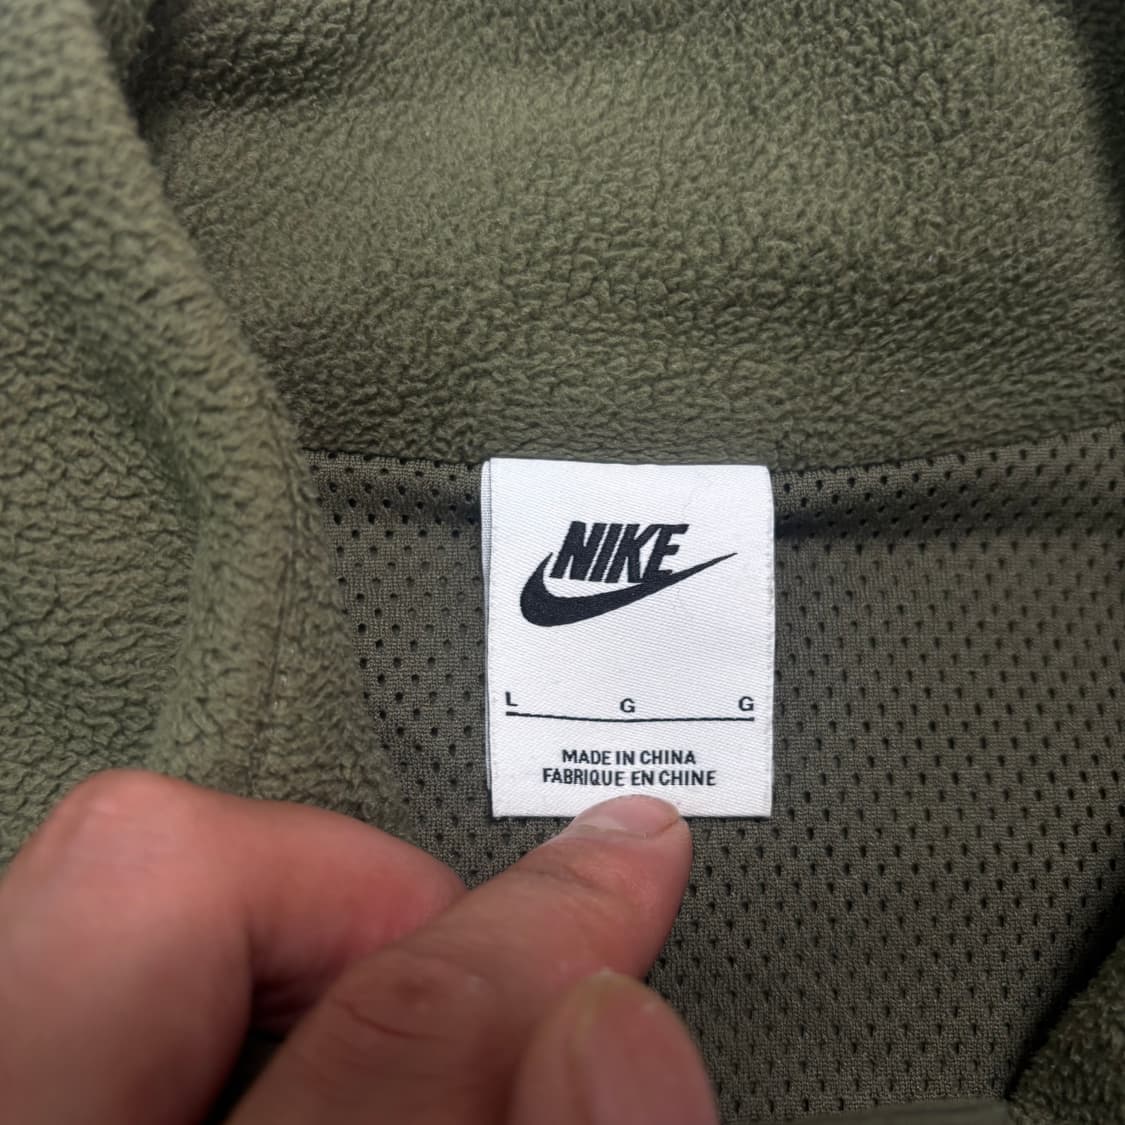 NIKE
L G G
MADE IN CHINA
FABRIQUE EN CHINE